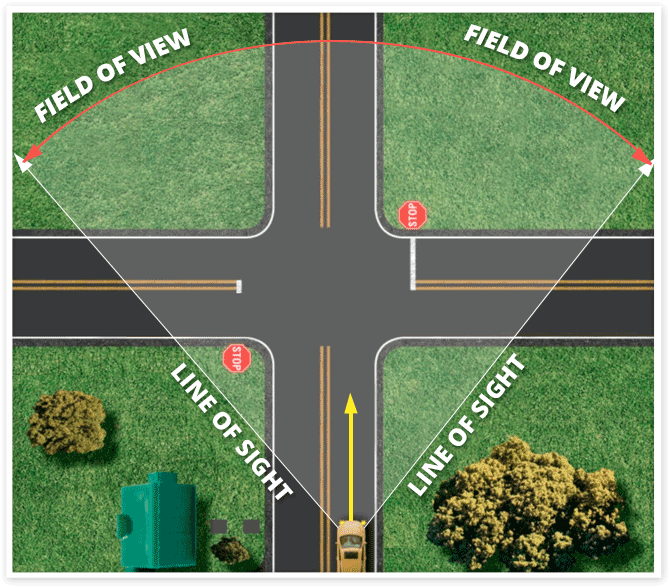 FIELD OF VIEW
FIELD OF VIEW
STOP
STOP
LINE OF SIGHT
LINE OF SIGHT